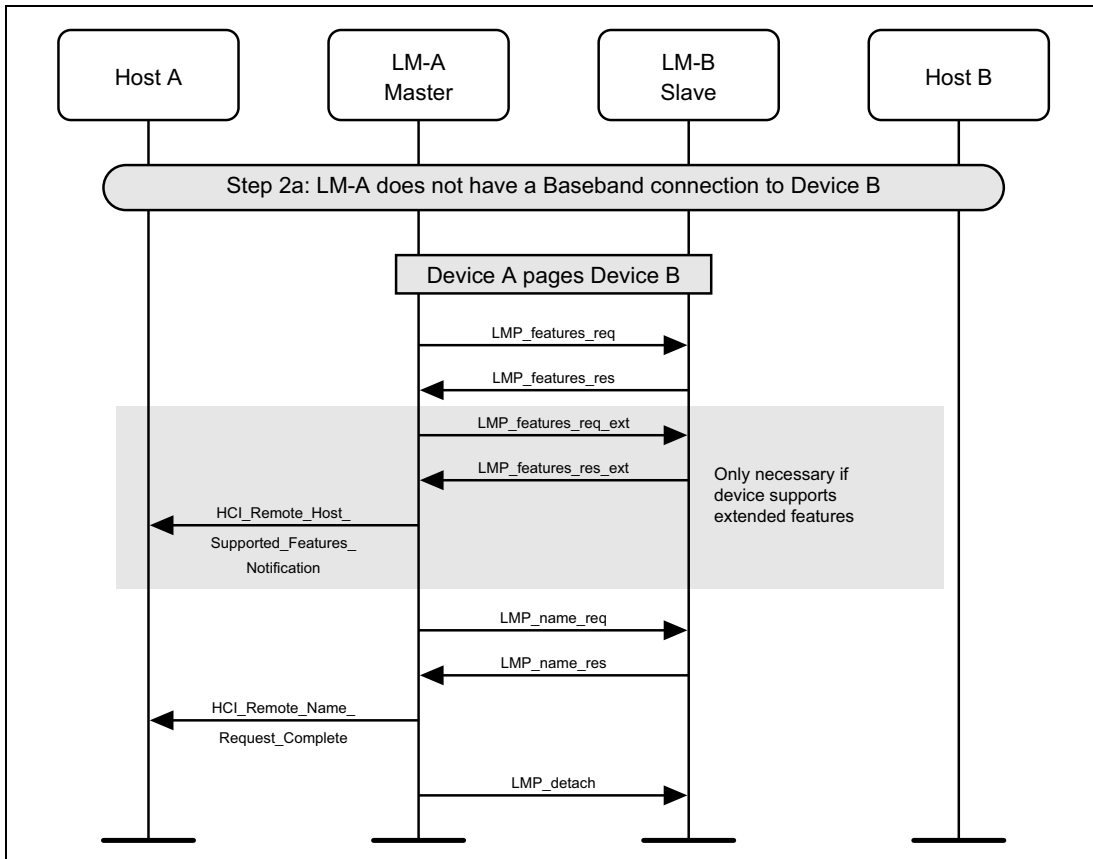 Host A
LM-A
Master
LM-B
Slave
Host B
Step 2a: LM-A does not have a Baseband connection to Device B
Device A pages Device B
LMP_features_req
LMP_features_res
LMP_features_req_ext
LMP_features_res_ext
Only necessary if
device supports
extended features
HCI_Remote_Host_
Supported_Features_
Notification
LMP_name_req
LMP_name_res
HCI_Remote_Name_
Request_Complete
LMP_detach